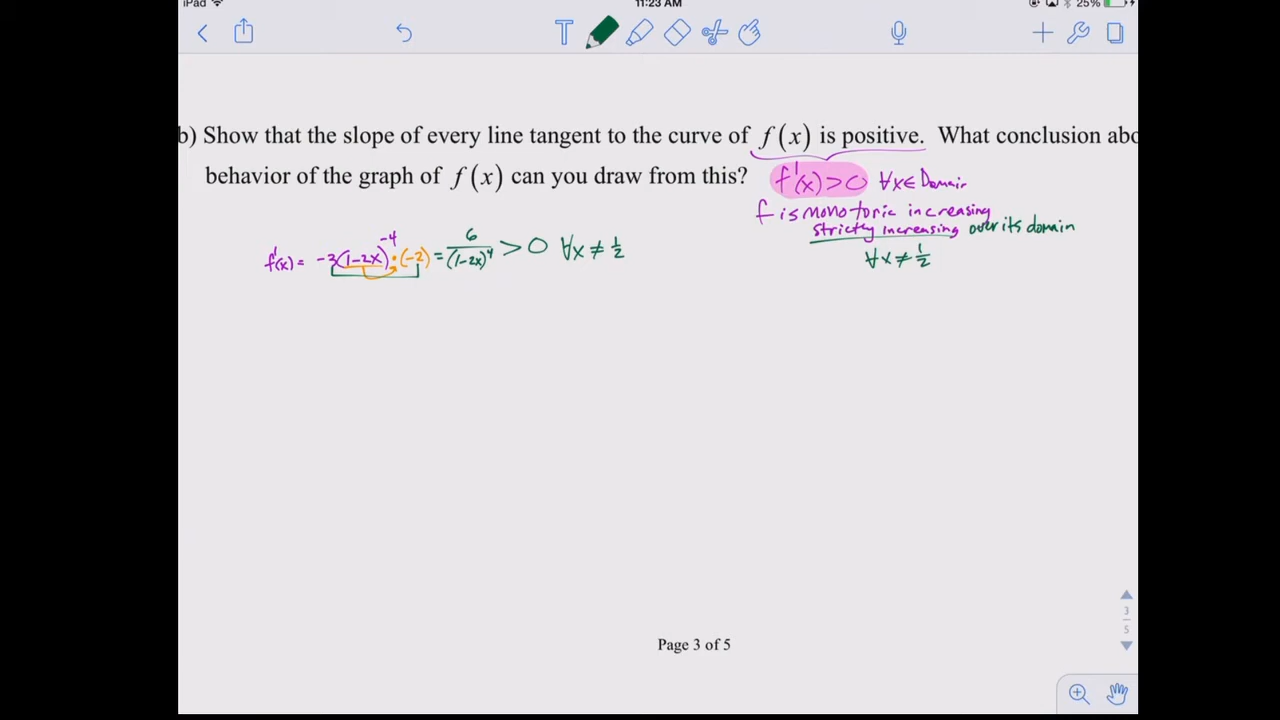 iPad 11:23 AM 25%
b) Show that the slope of every line tangent to the curve of f(x) is positive. What conclusion abo
behavior of the graph of f(x) can you draw from this? f'(x) > 0 ∀x∈Domain
f is monotonic increasing
strictly increasing over its domain
∀x ≠ 1/2
f'(x) = -3(1-2x)^-4 · (-2) = 6/(1-2x)^4 > 0 ∀x ≠ 1/2
3
5
Page 3 of 5